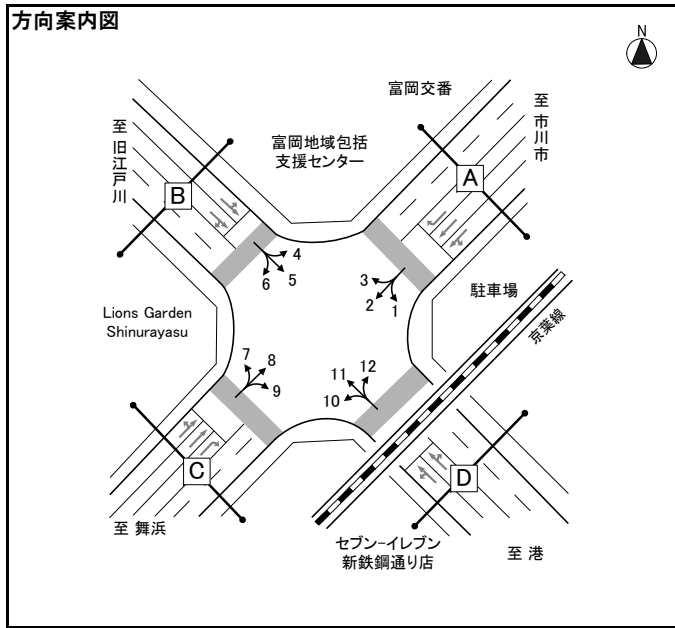 方向案内図
N
富岡交番
至 市川市
至 旧江戸川
富岡地域包括
支援センター
A
B
4
5
6
3
2
1
駐車場
京葉線
Lions Garden
Shinurayasu
7
8
9
11
12
10
C
D
至 舞浜
セブン-イレブン
新鉄鋼通り店
至 港